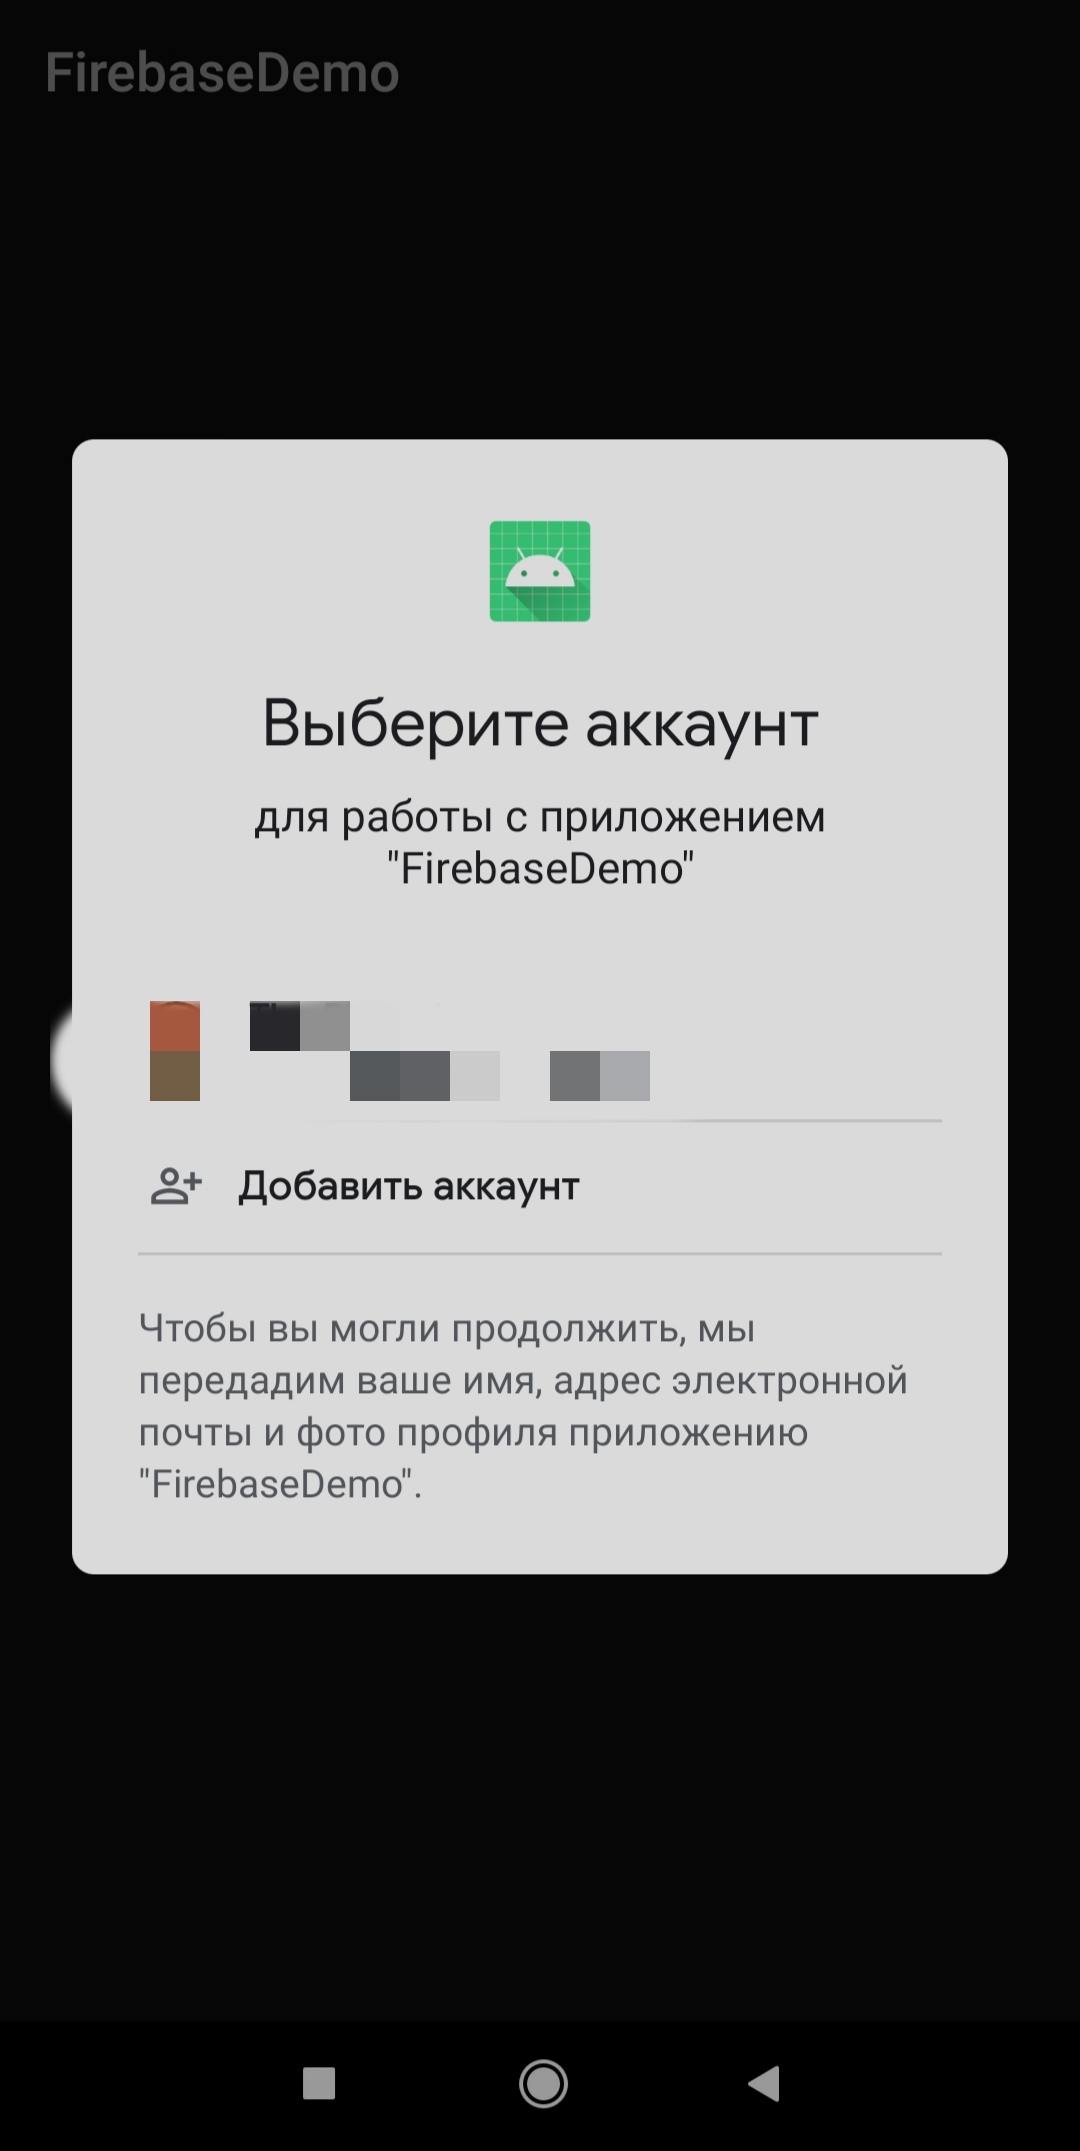 FirebaseDemo
Выберите аккаунт
для работы с приложением
"FirebaseDemo"
Добавить аккаунт
Чтобы вы могли продолжить, мы
передадим ваше имя, адрес электронной
почты и фото профиля приложению
"FirebaseDemo".